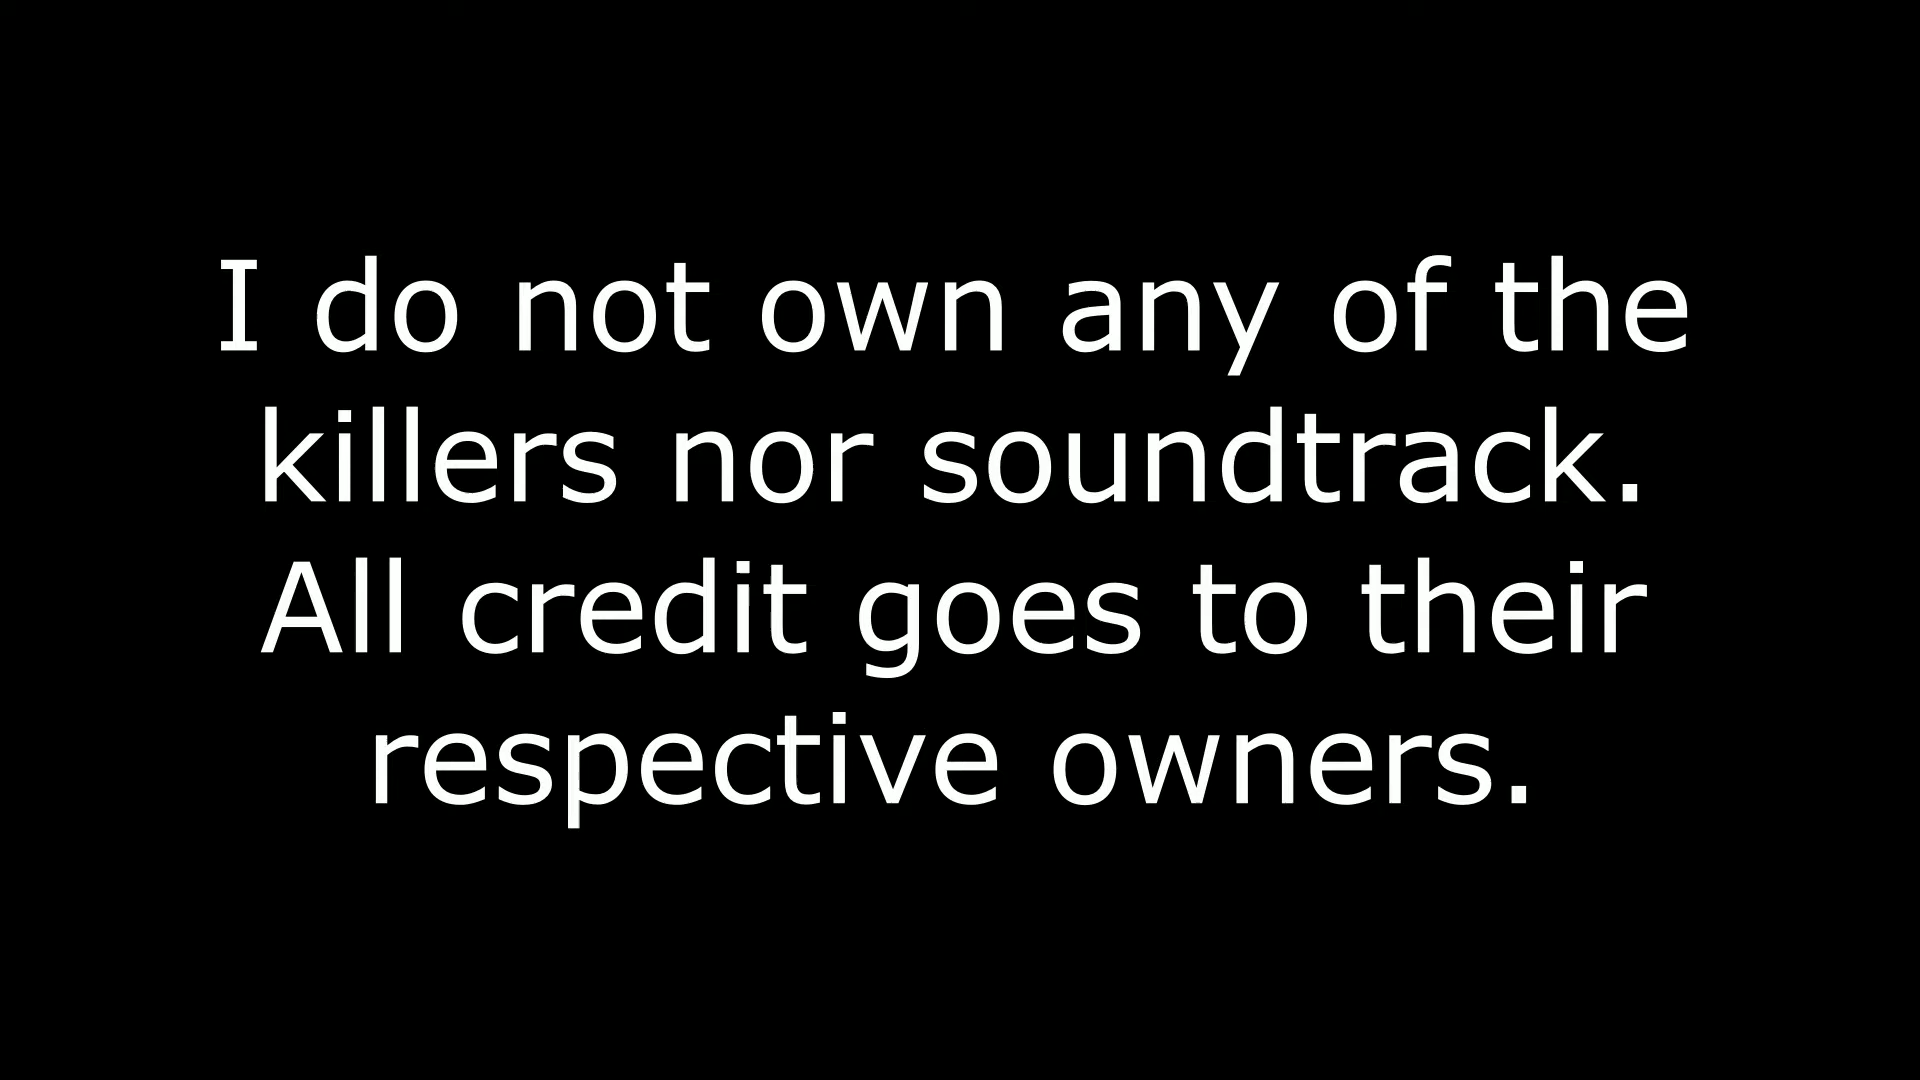 I do not own any of the
killers nor soundtrack.
All credit goes to their
respective owners.